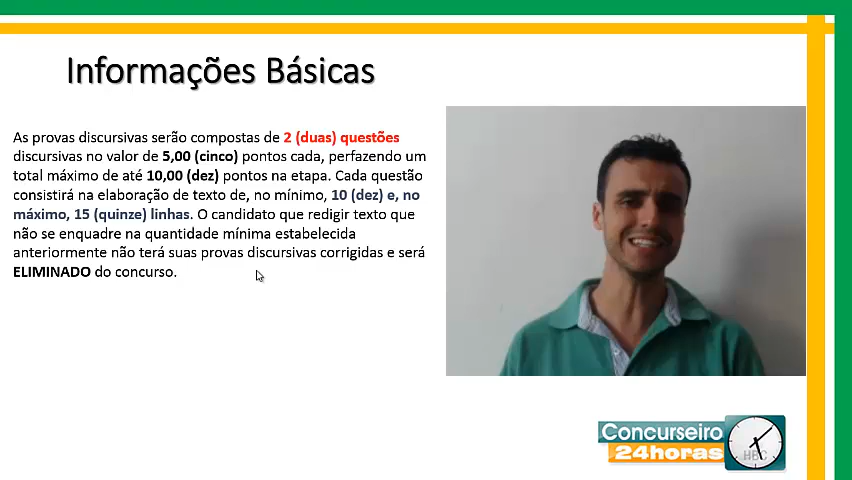 Informações Básicas
As provas discursivas serão compostas de 2 (duas) questões
discursivas no valor de 5,00 (cinco) pontos cada, perfazendo um
total máximo de até 10,00 (dez) pontos na etapa. Cada questão
consistirá na elaboração de texto de, no mínimo, 10 (dez) e, no
máximo, 15 (quinze) linhas. O candidato que redigir texto que
não se enquadre na quantidade mínima estabelecida
anteriormente não terá suas provas discursivas corrigidas e será
ELIMINADO do concurso.
Concurseiro
24horas
HBC